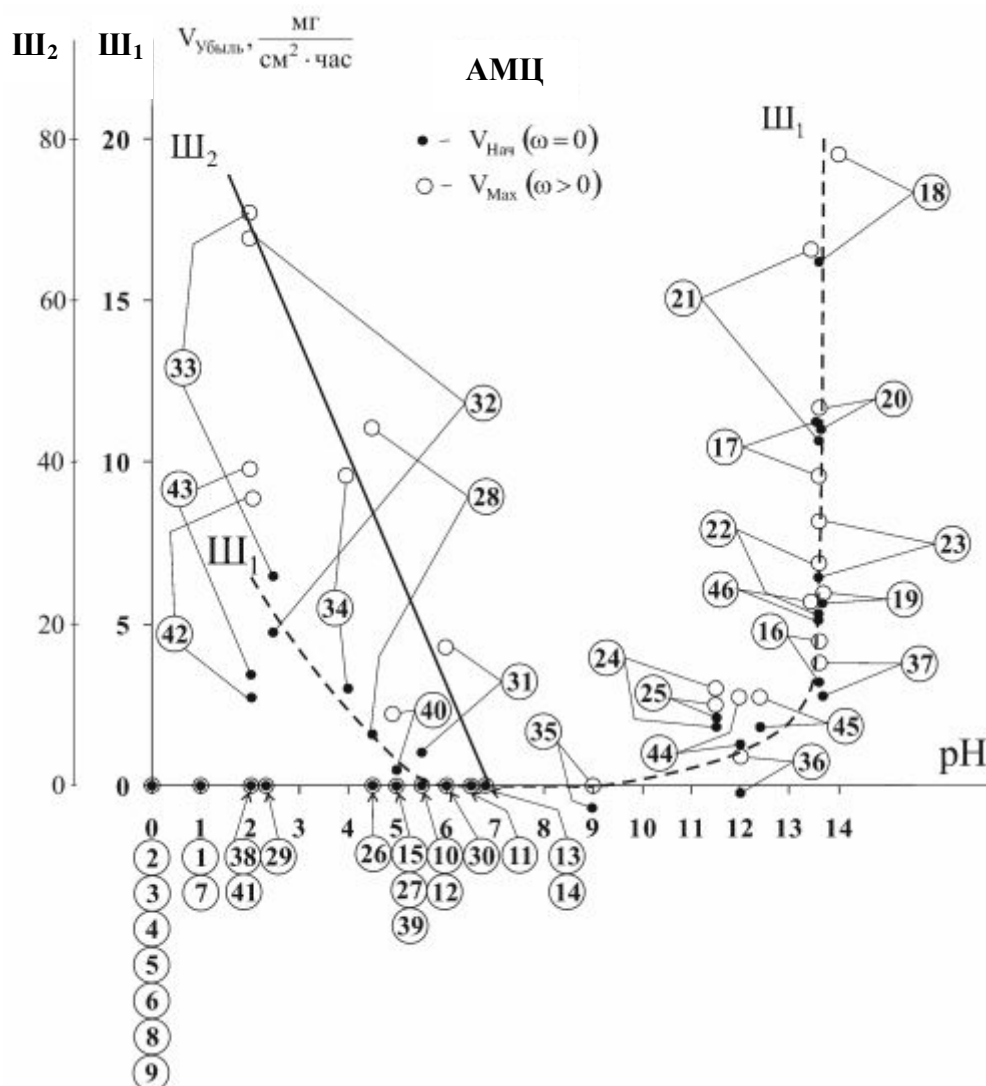 Ш₂ Ш₁ V Убыль, мг / см² · час
АМЦ
80 20 Ш₁
Ш₂ • – V Нач (ω = 0)
○ – V Max (ω > 0)
18
60 15 21
33
32
20
40 10 17
43 28
22 23
Ш₁
34 46 19
20 5 42 16
24 37
31 25
40 35 44 45
36 pH
0 0
0 1 2 3 4 5 6 7 8 9 10 11 12 13 14
2 1 38 29 26 15 10 30 11 13
3 7 41 27 12 14
4 39
5
6
8
9